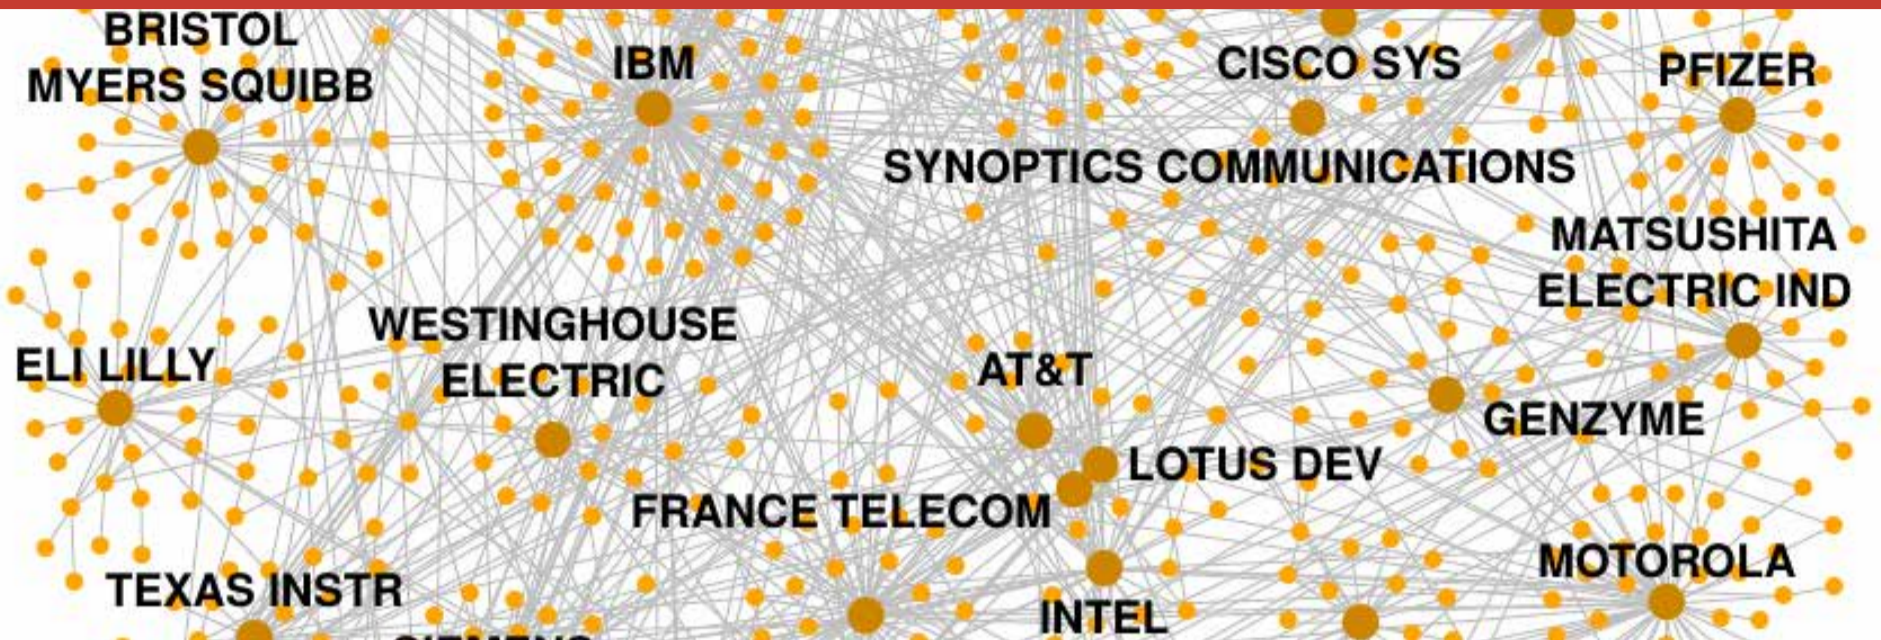 BRISTOL
MYERS SQUIBB
IBM
CISCO SYS
PFIZER
SYNOPTICS COMMUNICATIONS
MATSUSHITA
ELECTRIC IND
WESTINGHOUSE
ELECTRIC
ELI LILLY
AT&T
GENZYME
LOTUS DEV
FRANCE TELECOM
MOTOROLA
TEXAS INSTR
INTEL
SIEMENS